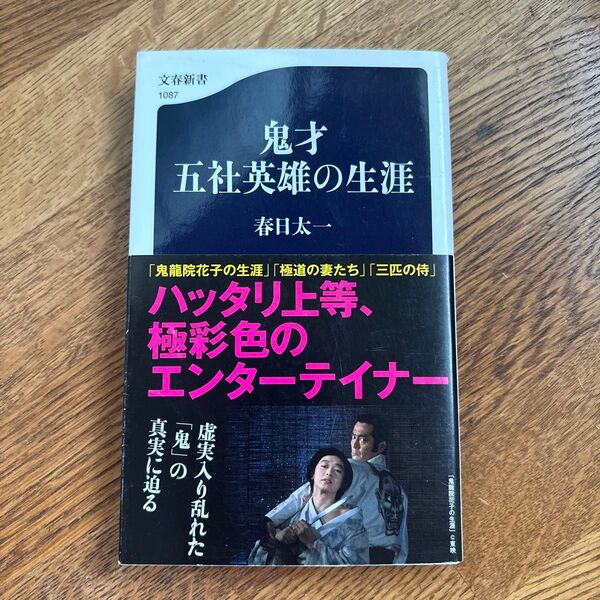 文春新書
1087
鬼才
五社英雄の生涯
春日太一
「鬼龍院花子の生涯」「極道の妻たち」「三匹の侍」
ハッタリ上等、
極彩色の
エンターテイナー
虚実入り乱れた
「鬼」の
真実に迫る
「鬼龍院花子の生涯」©東映